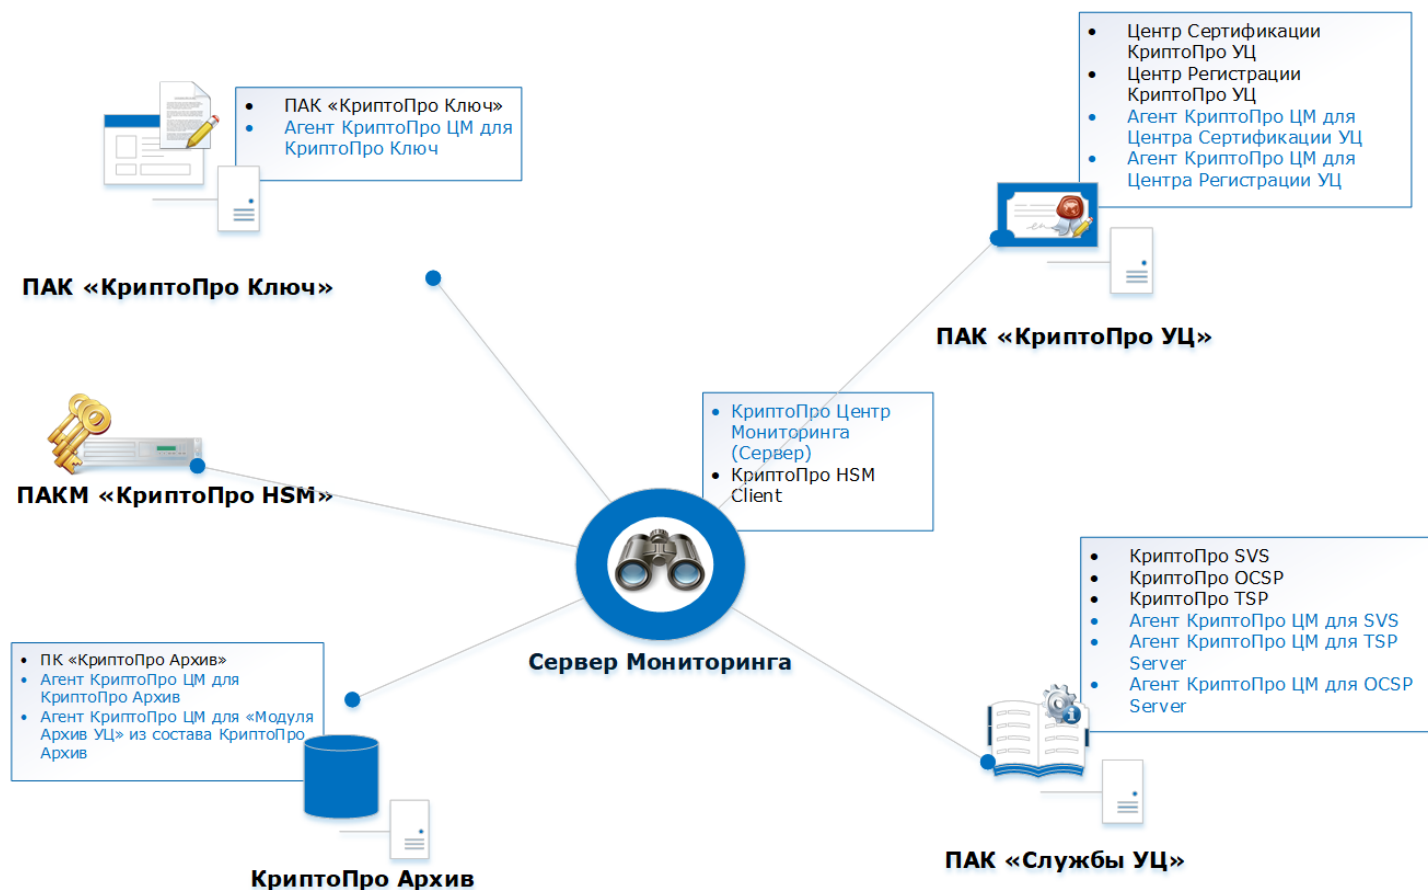 • Центр Сертификации
КриптоПро УЦ
• Центр Регистрации
КриптоПро УЦ
• Агент КриптоПро ЦМ для
Центра Сертификации УЦ
• Агент КриптоПро ЦМ для
Центра Регистрации УЦ
ПАК «КриптоПро УЦ»
• ПАК «КриптоПро Ключ»
• Агент КриптоПро ЦМ для
КриптоПро Ключ
ПАК «КриптоПро Ключ»
ПАКМ «КриптоПро HSM»
• КриптоПро Центр
Мониторинга
(Сервер)
• КриптоПро HSM
Client
Сервер Мониторинга
• ПК «КриптоПро Архив»
• Агент КриптоПро ЦМ для
КриптоПро Архив
• Агент КриптоПро ЦМ для «Модуля
Архив УЦ» из состава КриптоПро
Архив
КриптоПро Архив
• КриптоПро SVS
• КриптоПро OCSP
• КриптоПро TSP
• Агент КриптоПро ЦМ для SVS
• Агент КриптоПро ЦМ для TSP
Server
• Агент КриптоПро ЦМ для OCSP
Server
ПАК «Службы УЦ»